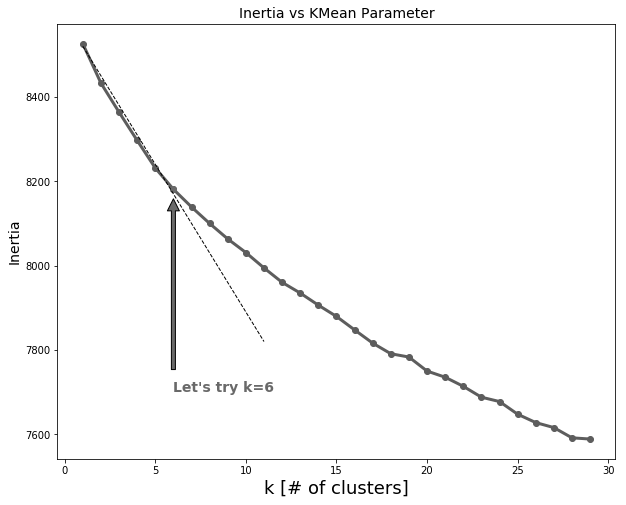 Inertia vs KMean Parameter
8400
8200
8000
7800
7600
Inertia
Let's try k=6
0 5 10 15 20 25 30
k [# of clusters]